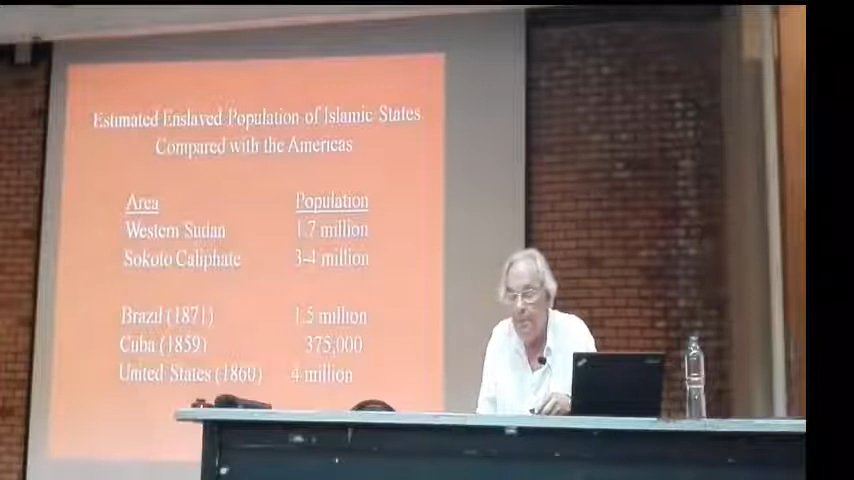 Estimated Enslaved Population of Islamic States
Compared with the Americas
Area Population
Western Sudan 1.7 million
Sokoto Caliphate 3-4 million
Brazil (1871) 1.5 million
Cuba (1859) 375,000
United States (1860) 4 million